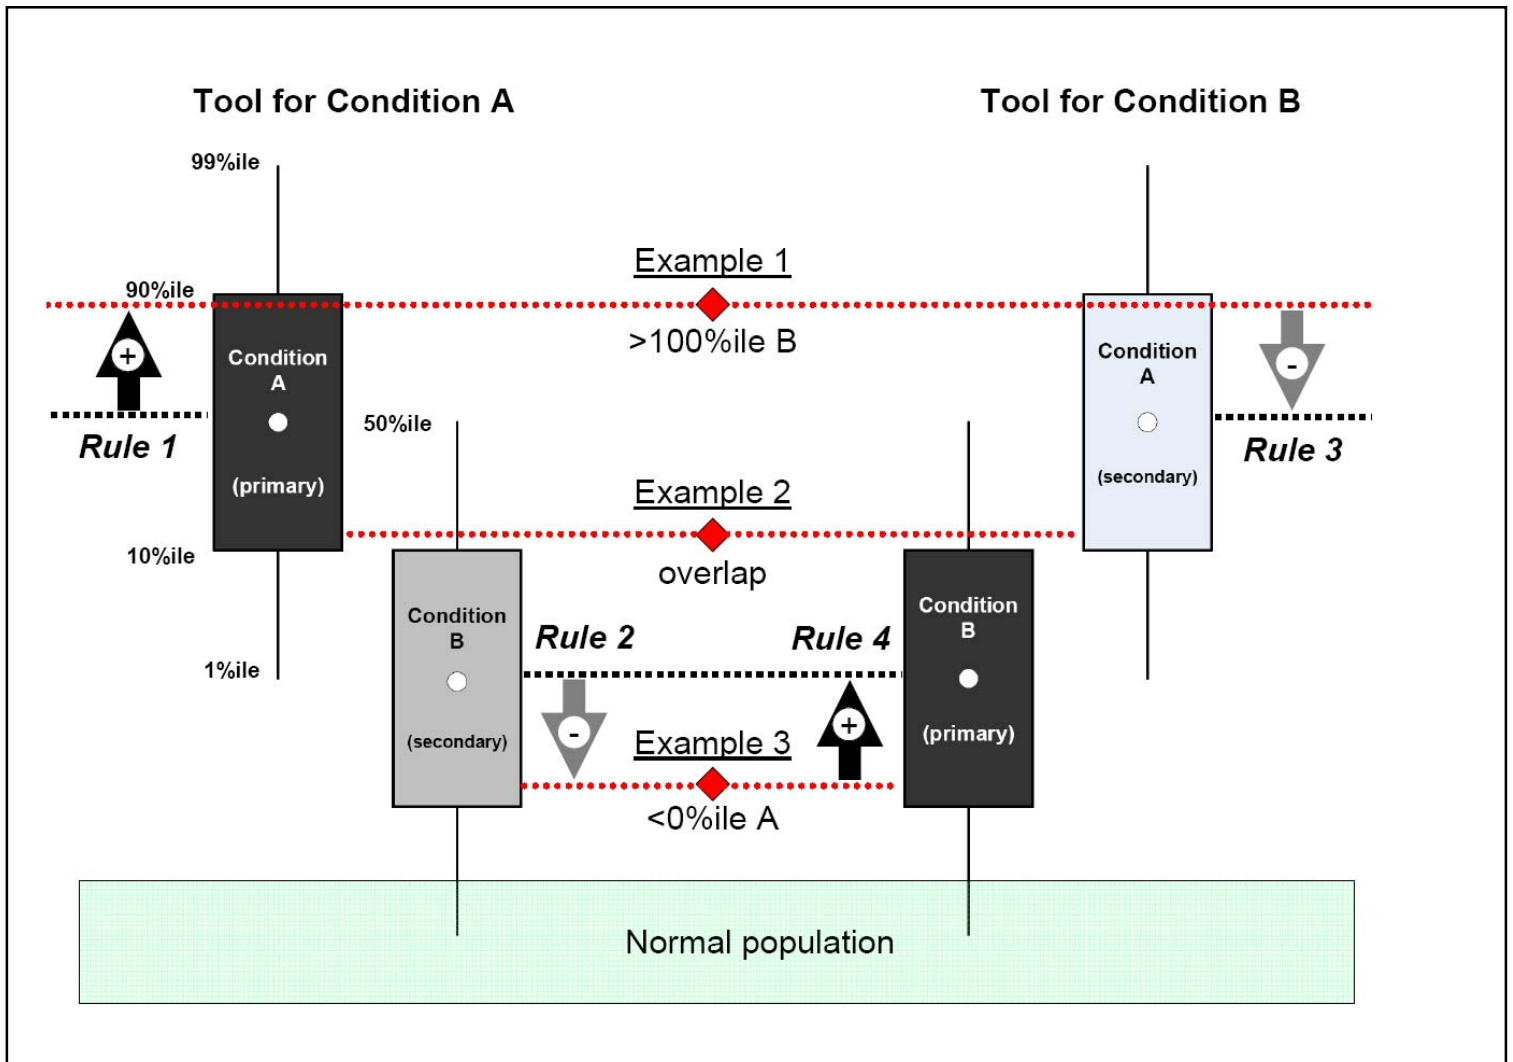 Tool for Condition A
Tool for Condition B
99%ile
Example 1
90%ile
>100%ile B
+
-
Condition
A
Condition
A
50%ile
Rule 1
Rule 3
(primary)
(secondary)
Example 2
10%ile
overlap
Condition
B
Condition
B
Rule 2
Rule 4
1%ile
-
+
(secondary)
(primary)
Example 3
<0%ile A
Normal population